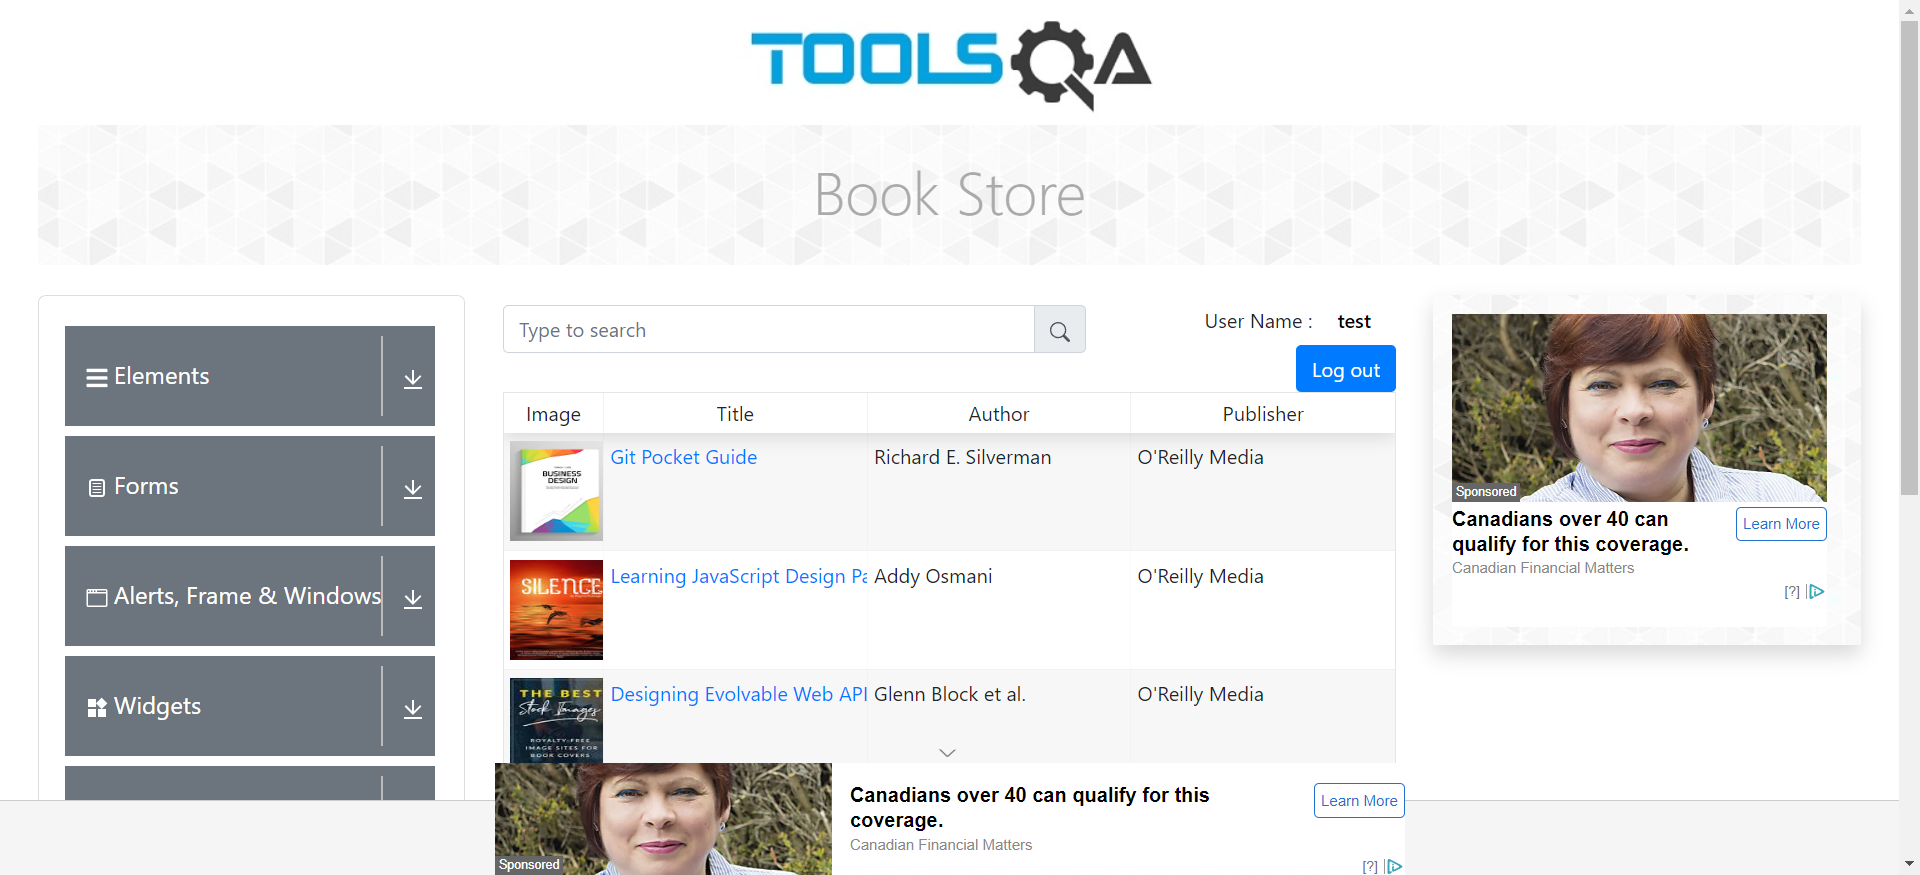 TOOLSQA
Book Store
Elements
Forms
Alerts, Frame & Windows
Widgets
Type to search
User Name : test
Log out
Image Title Author Publisher
BUSINESS
DESIGN
Git Pocket Guide Richard E. Silverman O'Reilly Media
SILENCE
Learning JavaScript Design Pa Addy Osmani O'Reilly Media
THE BEST
Stock Images
ROYALTY-FREE
IMAGE SITES FOR
BOOK COVERS
Designing Evolvable Web API Glenn Block et al. O'Reilly Media
Sponsored
Canadians over 40 can
qualify for this coverage.
Learn More
Canadian Financial Matters
[?]
Sponsored
Canadians over 40 can qualify for this
coverage.
Learn More
Canadian Financial Matters
[?]